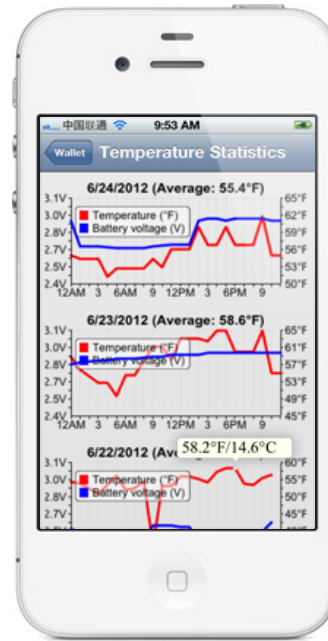 中国联通 9:53 AM
Wallet Temperature Statistics
6/24/2012 (Average: 55.4°F)
3.1V 65°F
3.0V 62°F
2.8V 59°F
2.7V 56°F
2.5V 53°F
2.4V 50°F
Temperature (°F)
Battery voltage (V)
12AM 3 6AM 9 12PM 3 6PM 9
6/23/2012 (Average: 58.6°F)
3.1V 65°F
3.0V 61°F
2.8V 57°F
2.7V 53°F
2.5V 49°F
2.4V 45°F
Temperature (°F)
Battery voltage (V)
12AM 3 6AM 9 12PM 3 6PM 9
58.2°F/14.6°C
6/22/2012 (Ave
3.1V 60°F
3.0V 55°F
2.8V 50°F
2.7V 45°F
Temperature (°F)
Battery voltage (V)